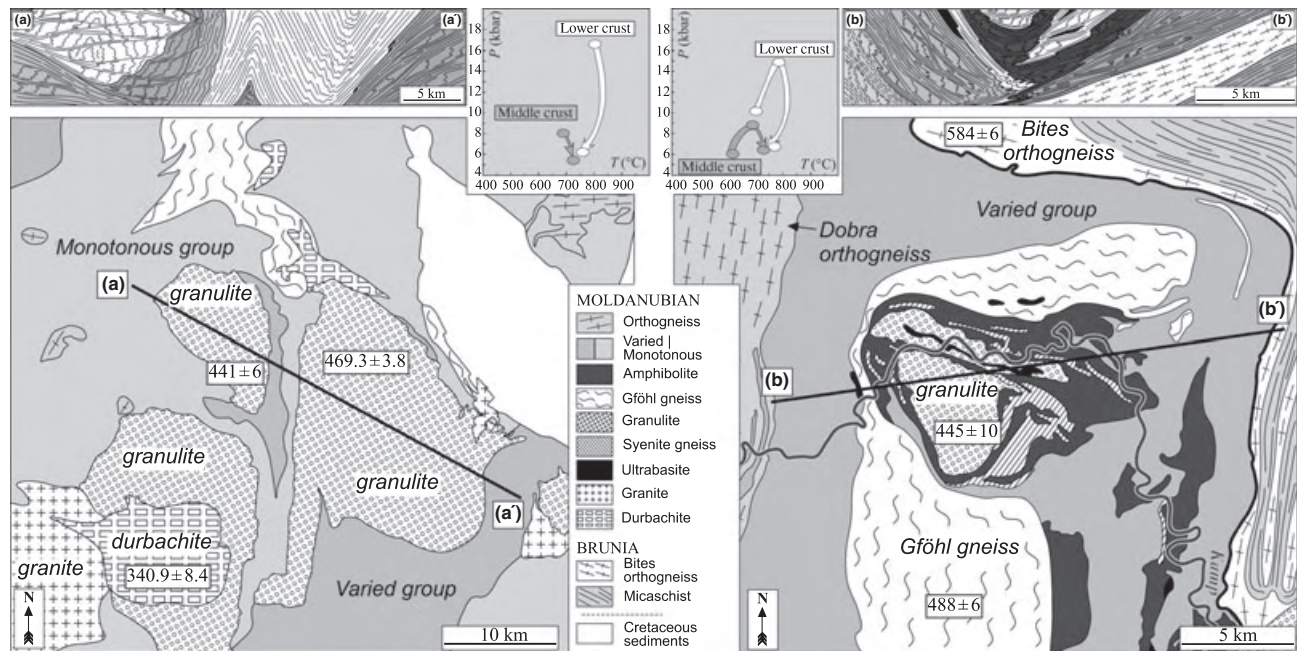 (a)
(a´)
5 km
P (kbar)
18
16
14
12
10
8
6
4
Lower crust
Middle crust
T (°C)
400 500 600 700 800 900
P (kbar)
18
16
14
12
10
8
6
4
Lower crust
Middle crust
T (°C)
400 500 600 700 800 900
(b)
(b´)
5 km
Monotonous group
(a)
granulite
441 ± 6
469.3 ± 3.8
granulite
granulite
(a´)
durbachite
340.9 ± 8.4
granite
Varied group
N
10 km
MOLDANUBIAN
Orthogneiss
Varied |
Monotonous
Amphibolite
Gföhl gneiss
Granulite
Syenite gneiss
Ultrabasite
Granite
Durbachite
BRUNIA
Bites
orthogneiss
Micaschist
Cretaceous
sediments
584 ± 6
Bites
orthogneiss
Varied group
Dobra
orthogneiss
(b)
(b´)
granulite
445 ± 10
Gföhl gneiss
488 ± 6
Kamp
N
5 km